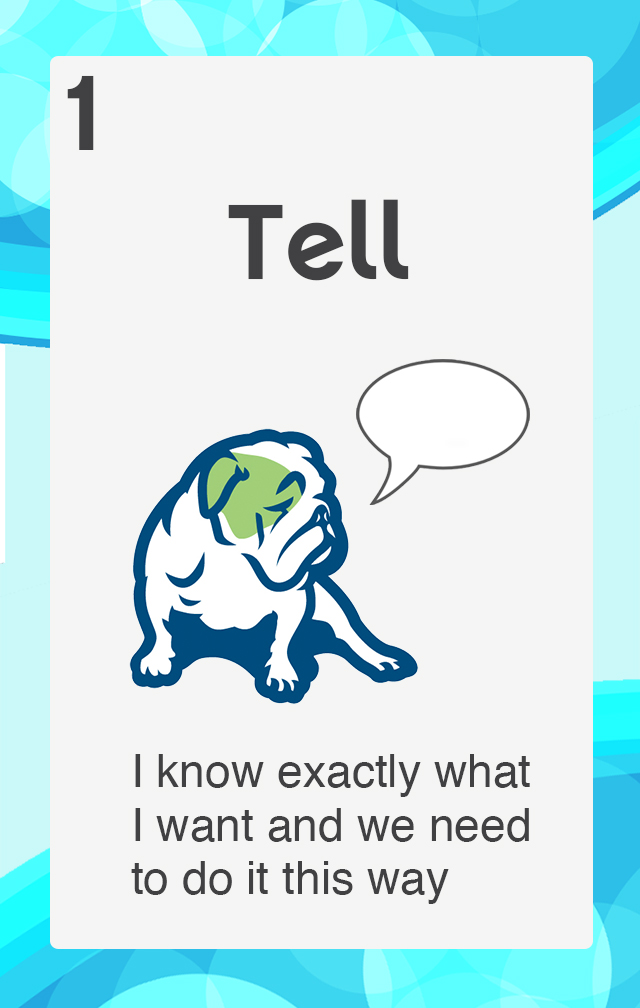 1
Tell
I know exactly what
I want and we need
to do it this way